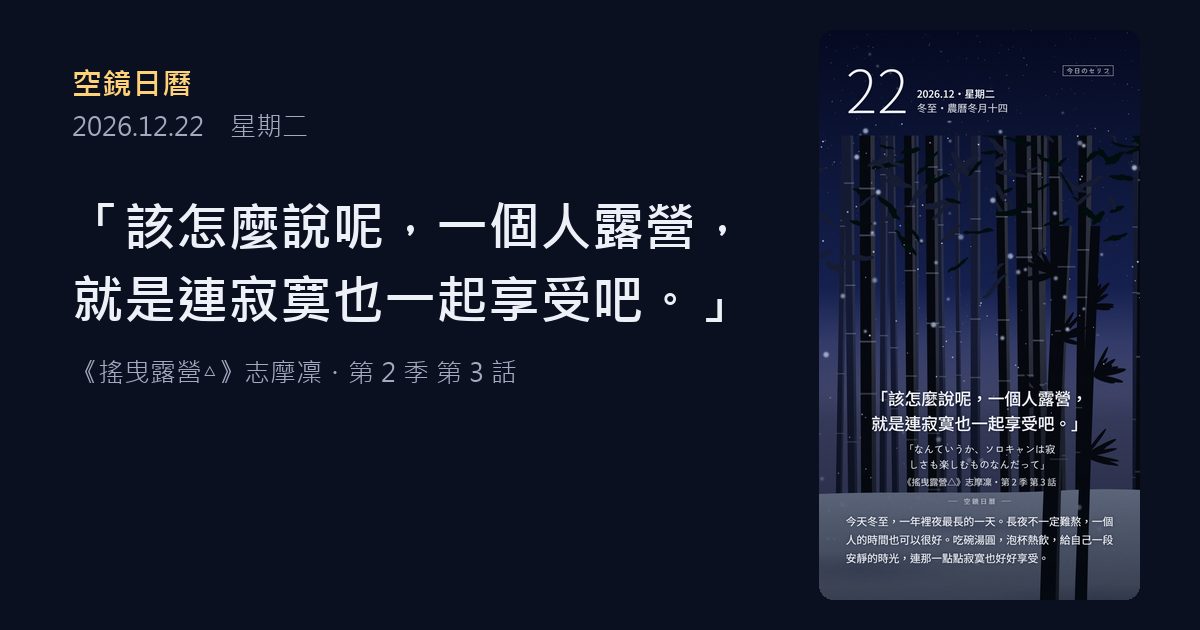 空鏡日曆
2026.12.22 星期二
「該怎麼說呢，一個人露營，
就是連寂寞也一起享受吧。」
《搖曳露營△》志摩凜・第 2 季 第 3 話
22
2026.12・星期二
冬至・農曆冬月十四
今日のセリフ
「該怎麼說呢，一個人露營，
就是連寂寞也一起享受吧。」
「なんていうか、ソロキャンは寂
しさも楽しむものなんだって」
《搖曳露營△》志摩凜・第 2 季 第 3 話
— 空鏡日曆 —
今天冬至，一年裡夜最長的一天。長夜不一定難熬，一個
人的時間也可以很好。吃碗湯圓，泡杯熱飲，給自己一段
安靜的時光，連那一點點寂寞也好好享受。